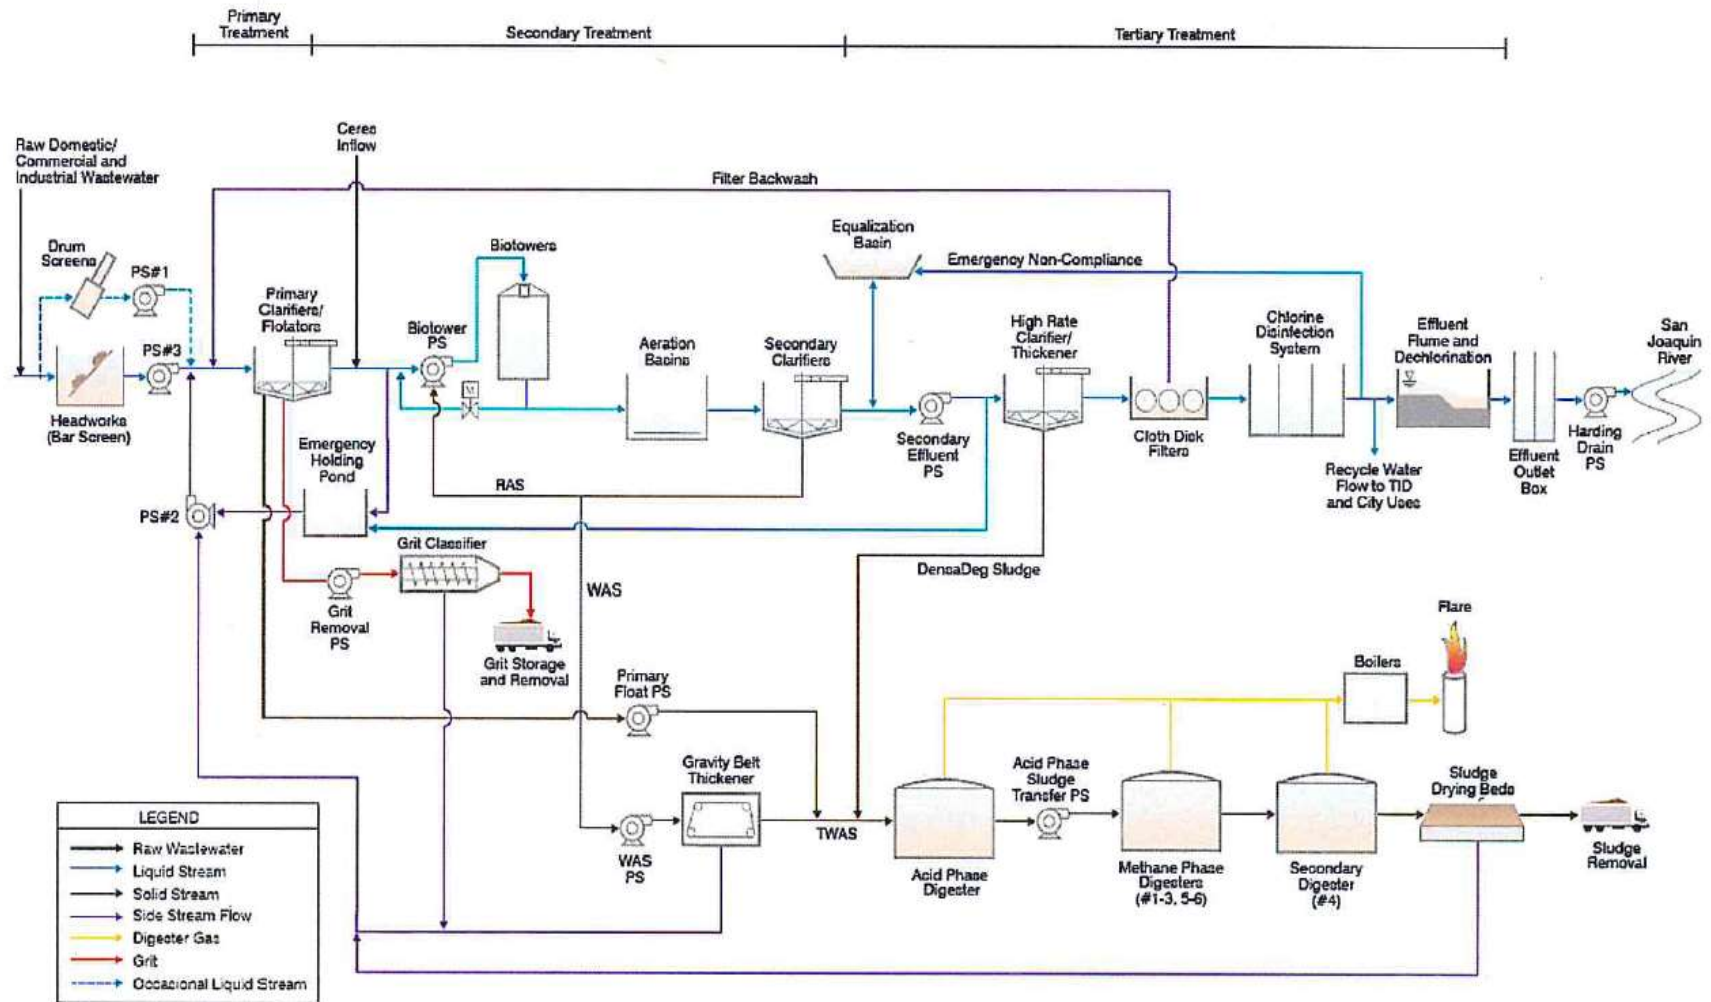 Primary
Treatment
Secondary Treatment
Tertiary Treatment
Raw Domestic/
Commercial and
Industrial Wastewater
Ceres
Inflow
Filter Backwash
Drum
Screens
PS#1
Primary
Clarifiers/
Flotators
Biotowers
Biotower
PS
Equalization
Basin
Emergency Non-Compliance
PS#3
Headworks
(Bar Screen)
M
Aeration
Basins
Secondary
Clarifiers
Secondary
Effluent
PS
High Rate
Clarifier/
Thickener
Cloth Disk
Filters
Chlorine
Disinfection
System
Effluent
Flume and
Dechlorination
San
Joaquin
River
Recycle Water
Flow to TID
and City Uses
Effluent
Outlet
Box
Harding
Drain
PS
Emergency
Holding
Pond
RAS
PS#2
Grit Classifier
Grit
Removal
PS
Grit Storage
and Removal
WAS
DensaDeg Sludge
Primary
Float PS
Gravity Belt
Thickener
WAS
PS
TWAS
Acid Phase
Digester
Acid Phase
Sludge
Transfer PS
Methane Phase
Digesters
(#1-3, 5-6)
Secondary
Digester
(#4)
Boilers
Flare
Sludge
Drying Beds
Sludge
Removal
LEGEND
Raw Wastewater
Liquid Stream
Solid Stream
Side Stream Flow
Digester Gas
Grit
Occasional Liquid Stream